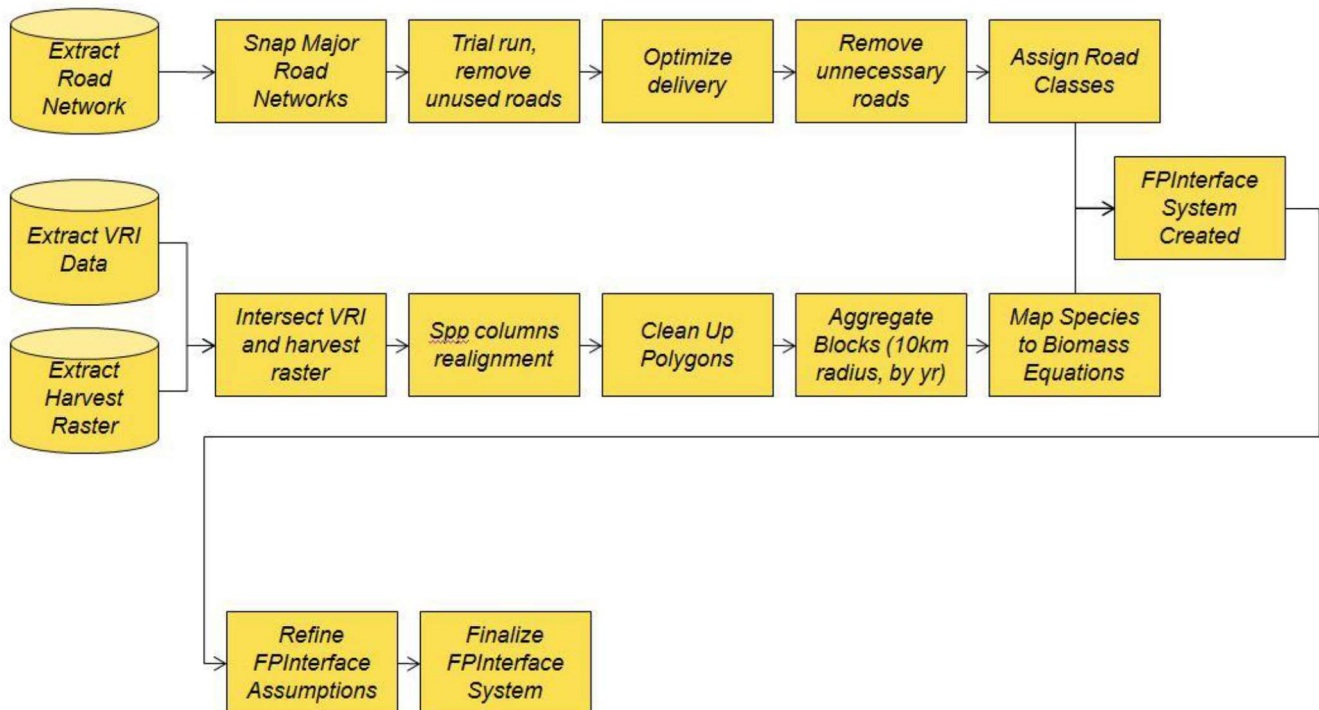 Extract
Road
Network
Snap Major
Road
Networks
Trial run,
remove
unused roads
Optimize
delivery
Remove
unnecessary
roads
Assign Road
Classes
FPInterface
System
Created
Extract VRI
Data
Extract
Harvest
Raster
Intersect VRI
and harvest
raster
Spp columns
realignment
Clean Up
Polygons
Aggregate
Blocks (10km
radius, by yr)
Map Species
to Biomass
Equations
Refine
FPInterface
Assumptions
Finalize
FPInterface
System